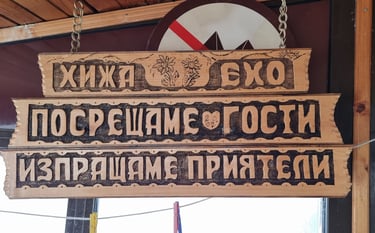 ХИЖА ЕХО
ПОСРЕЩАМЕ ГОСТИ
ИЗПРАЩАМЕ ПРИЯТЕЛИ